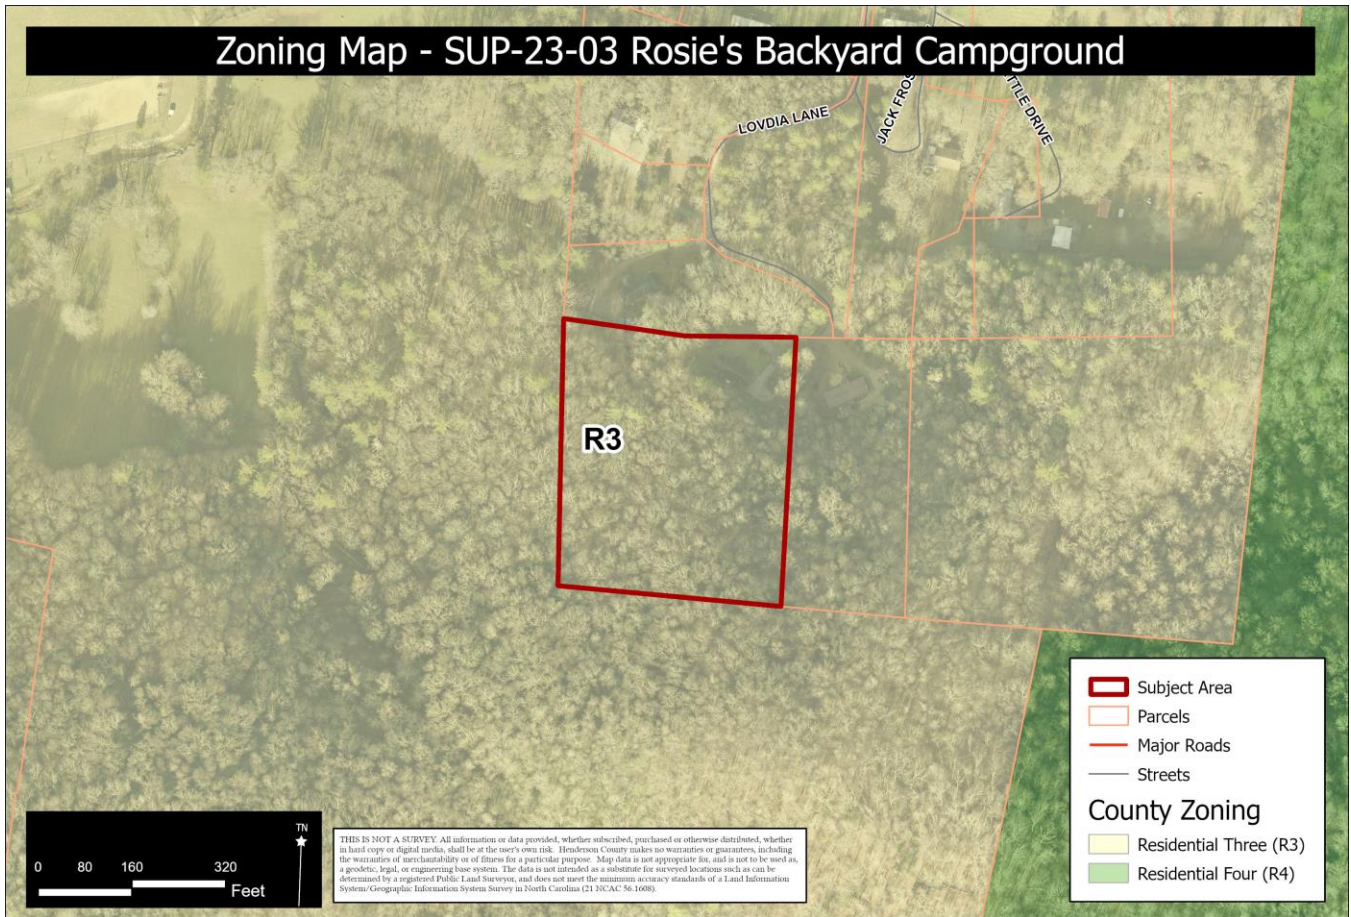 Zoning Map - SUP-23-03 Rosie's Backyard Campground
LOVDIA LANE
JACK FROS
TTLE DRIVE
R3
Subject Area
Parcels
Major Roads
Streets
County Zoning
Residential Three (R3)
Residential Four (R4)
TN
0 80 160 320
Feet
THIS IS NOT A SURVEY. All information or data provided, whether subscribed, purchased or otherwise distributed, whether
in hard copy or digital media, shall be at the user's own risk. Henderson County makes no warranties or guarantees, including
the warranties of merchantability or of fitness for a particular purpose. Map data is not appropriate for, and is not to be used as,
a geodetic, legal, or engineering base system. The data is not intended as a substitute for surveyed locations such as can be
determined by a registered Public Land Surveyor, and does not meet the minimum accuracy standards of a Land Information
System/Geographic Information System Survey in North Carolina (21 NCAC 56.1608).